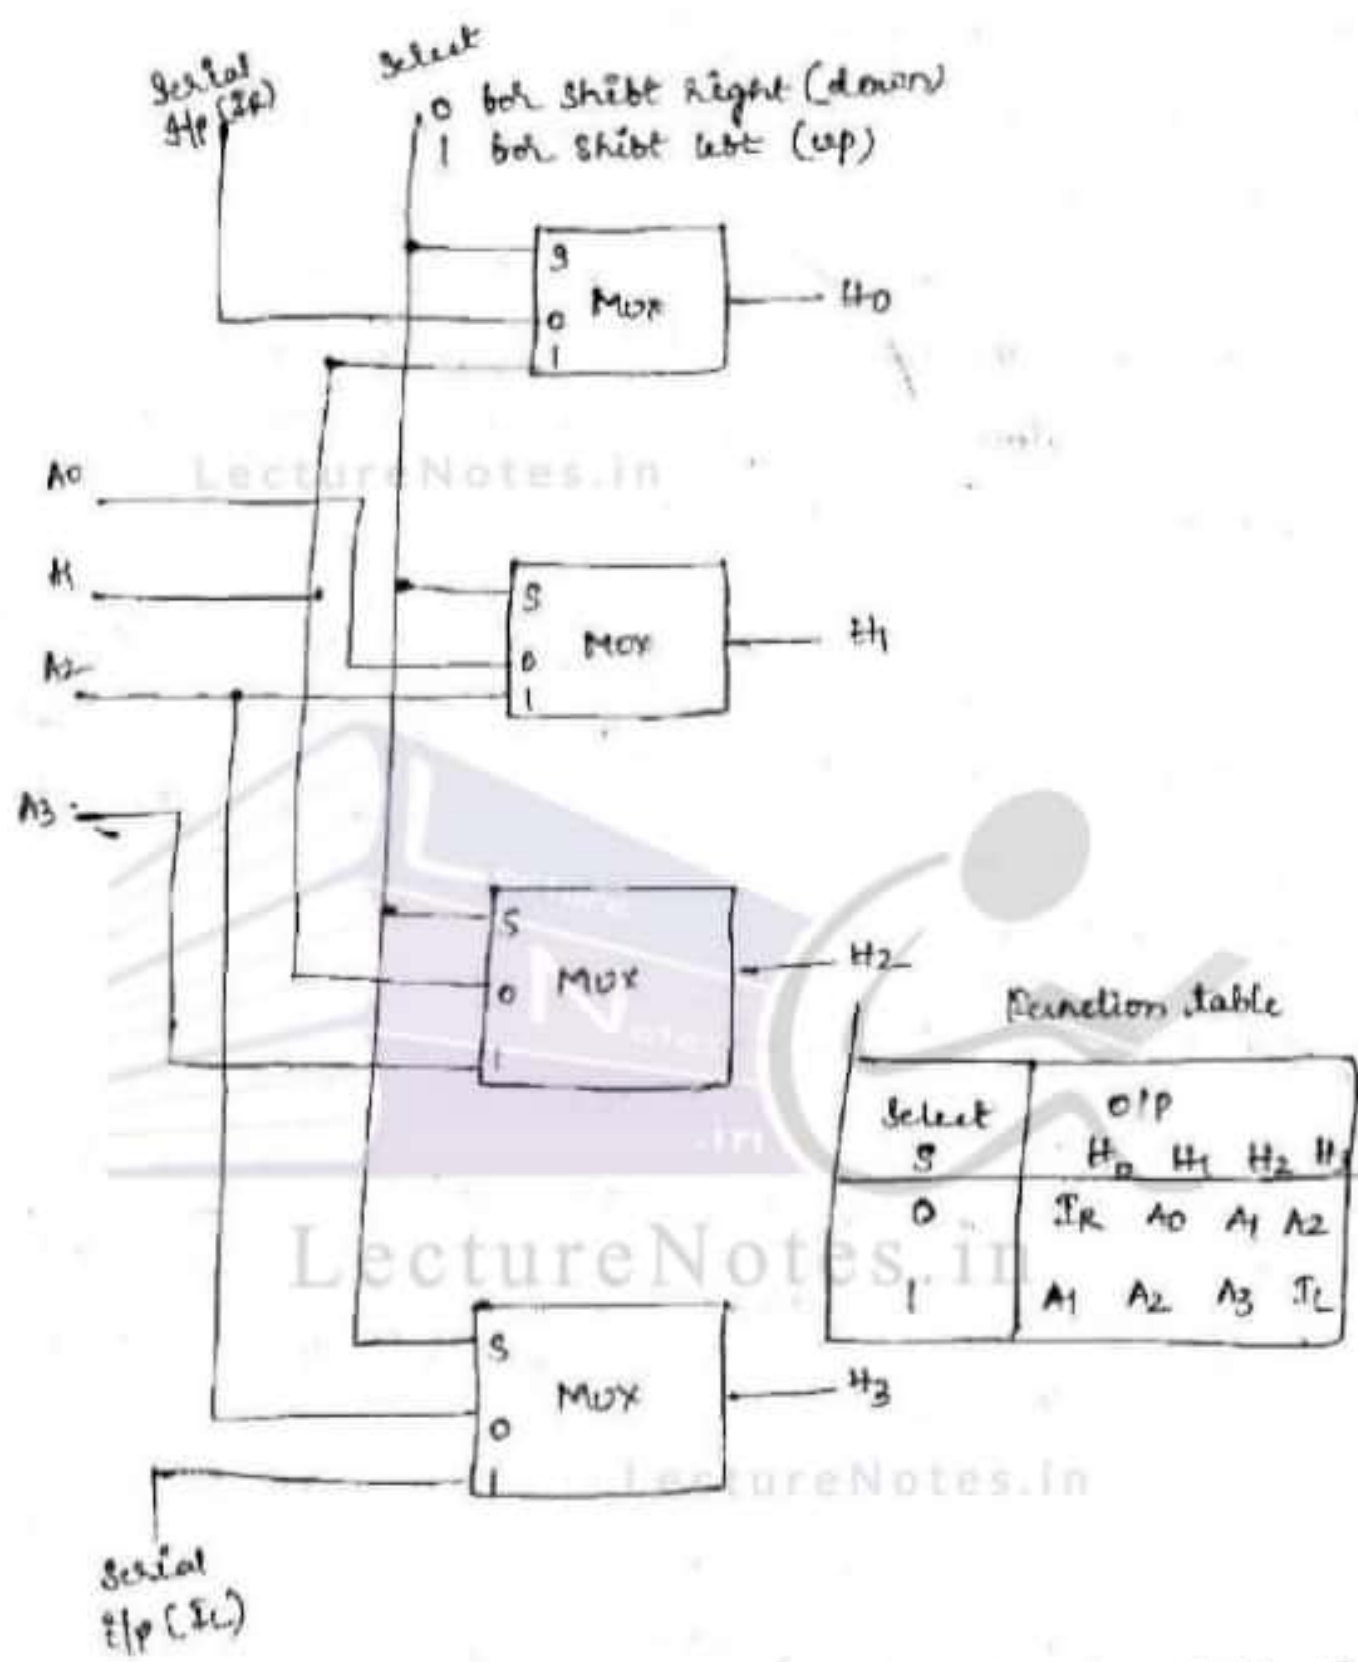 Serial
I/p (IR)
Select
0 for shift right (down)
1 for shift left (up)
S
MUX
0
1
H0
LectureNotes.in
A0
A1
A2
A3
S
MUX
0
1
H1
Lecture
Notes
.in
S
MUX
0
1
H2
Function table
Select O/P
S H0 H1 H2 H3
0 IR A0 A1 A2
1 A1 A2 A3 IL
LectureNotes.in
S
MUX
0
1
H3
LectureNotes.in
Serial
i/p (IL)